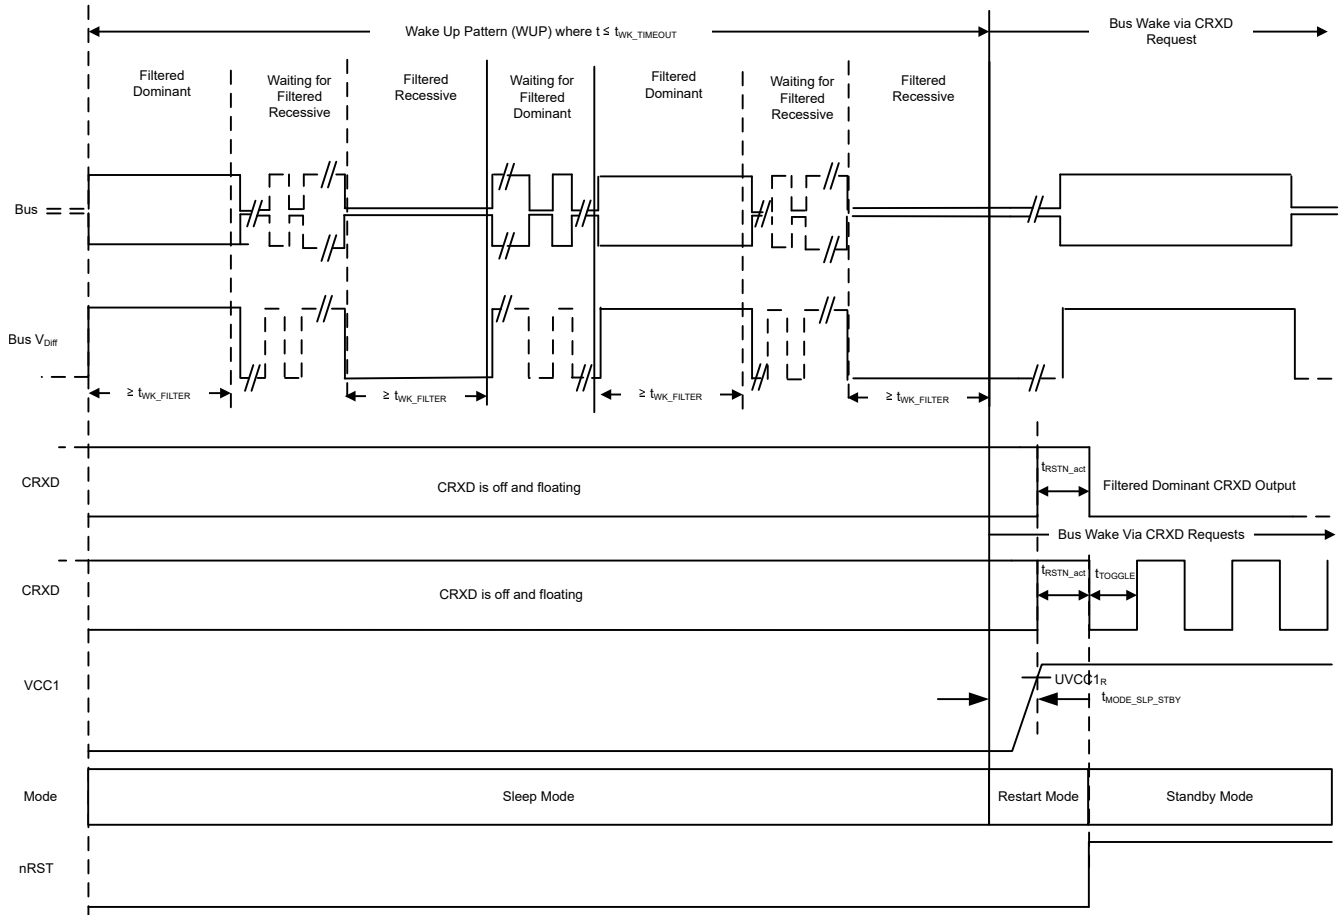 Wake Up Pattern (WUP) where t ≤ tWK_TIMEOUT
Bus Wake via CRXD
Request
Filtered
Dominant
Waiting for
Filtered
Recessive
Filtered
Recessive
Waiting for
Filtered
Dominant
Filtered
Dominant
Waiting for
Filtered
Recessive
Filtered
Recessive
Bus
Bus VDiff
≥ tWK_FILTER
≥ tWK_FILTER
≥ tWK_FILTER
≥ tWK_FILTER
CRXD
CRXD is off and floating
tRSTN_act
Filtered Dominant CRXD Output
Bus Wake Via CRXD Requests
CRXD
CRXD is off and floating
tRSTN_act
tTOGGLE
VCC1
UVCC1R
tMODE_SLP_STBY
Mode
Sleep Mode
Restart Mode
Standby Mode
nRST